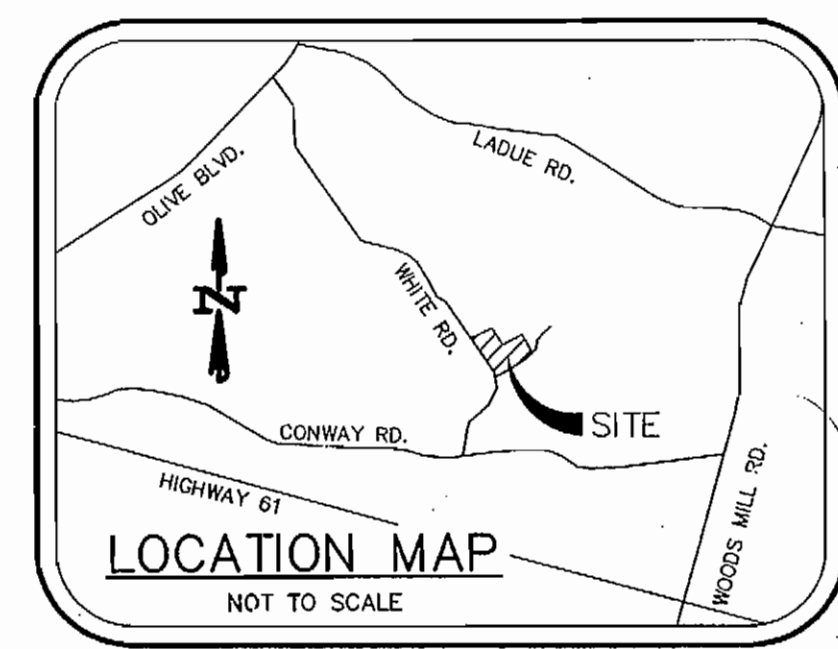 OLIVE BLVD.
LADUE RD.
N
WHITE RD.
SITE
CONWAY RD.
HIGHWAY 61
WOODS MILL RD.
LOCATION MAP
NOT TO SCALE